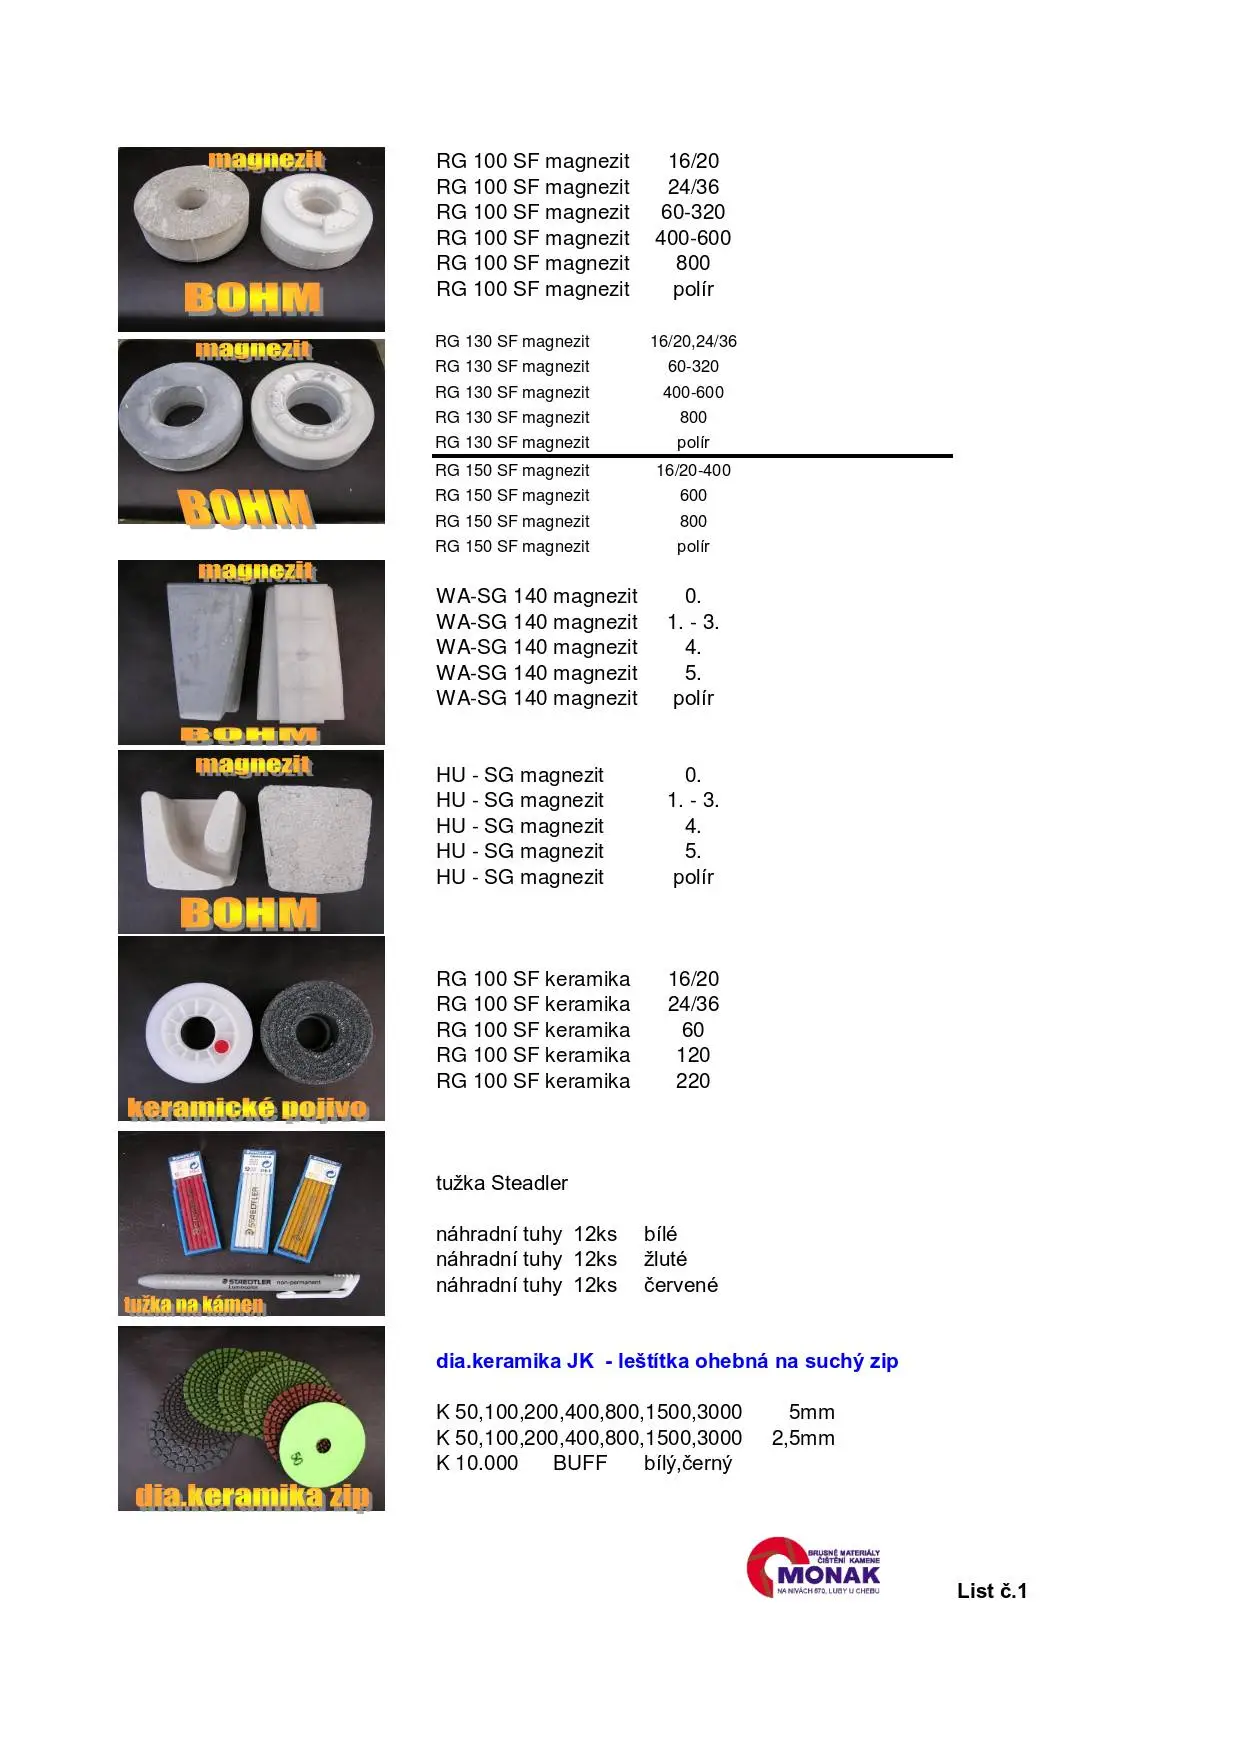 magnezit
BOHM
RG 100 SF magnezit 16/20
RG 100 SF magnezit 24/36
RG 100 SF magnezit 60-320
RG 100 SF magnezit 400-600
RG 100 SF magnezit 800
RG 100 SF magnezit polír
magnezit
BOHM
RG 130 SF magnezit 16/20,24/36
RG 130 SF magnezit 60-320
RG 130 SF magnezit 400-600
RG 130 SF magnezit 800
RG 130 SF magnezit polír
RG 150 SF magnezit 16/20-400
RG 150 SF magnezit 600
RG 150 SF magnezit 800
RG 150 SF magnezit polír
magnezit
BOHM
WA-SG 140 magnezit 0.
WA-SG 140 magnezit 1. - 3.
WA-SG 140 magnezit 4.
WA-SG 140 magnezit 5.
WA-SG 140 magnezit polír
magnezit
BOHM
HU - SG magnezit 0.
HU - SG magnezit 1. - 3.
HU - SG magnezit 4.
HU - SG magnezit 5.
HU - SG magnezit polír
keramické pojivo
RG 100 SF keramika 16/20
RG 100 SF keramika 24/36
RG 100 SF keramika 60
RG 100 SF keramika 120
RG 100 SF keramika 220
STAEDTLER
STAEDTLER
STAEDTLER
STAEDTLER non-permanent
Lumocolor
tužka na kámen
tužka Steadler
náhradní tuhy 12ks bílé
náhradní tuhy 12ks žluté
náhradní tuhy 12ks červené
dia.keramika zip
dia.keramika JK - leštítka ohebná na suchý zip
K 50,100,200,400,800,1500,3000 5mm
K 50,100,200,400,800,1500,3000 2,5mm
K 10.000 BUFF bílý,černý
BRUSNÉ MATERIÁLY
ČIŠTĚNÍ KAMENE
MONAK
NA NIVÁCH 670, LUBY U CHEBU
List č.1